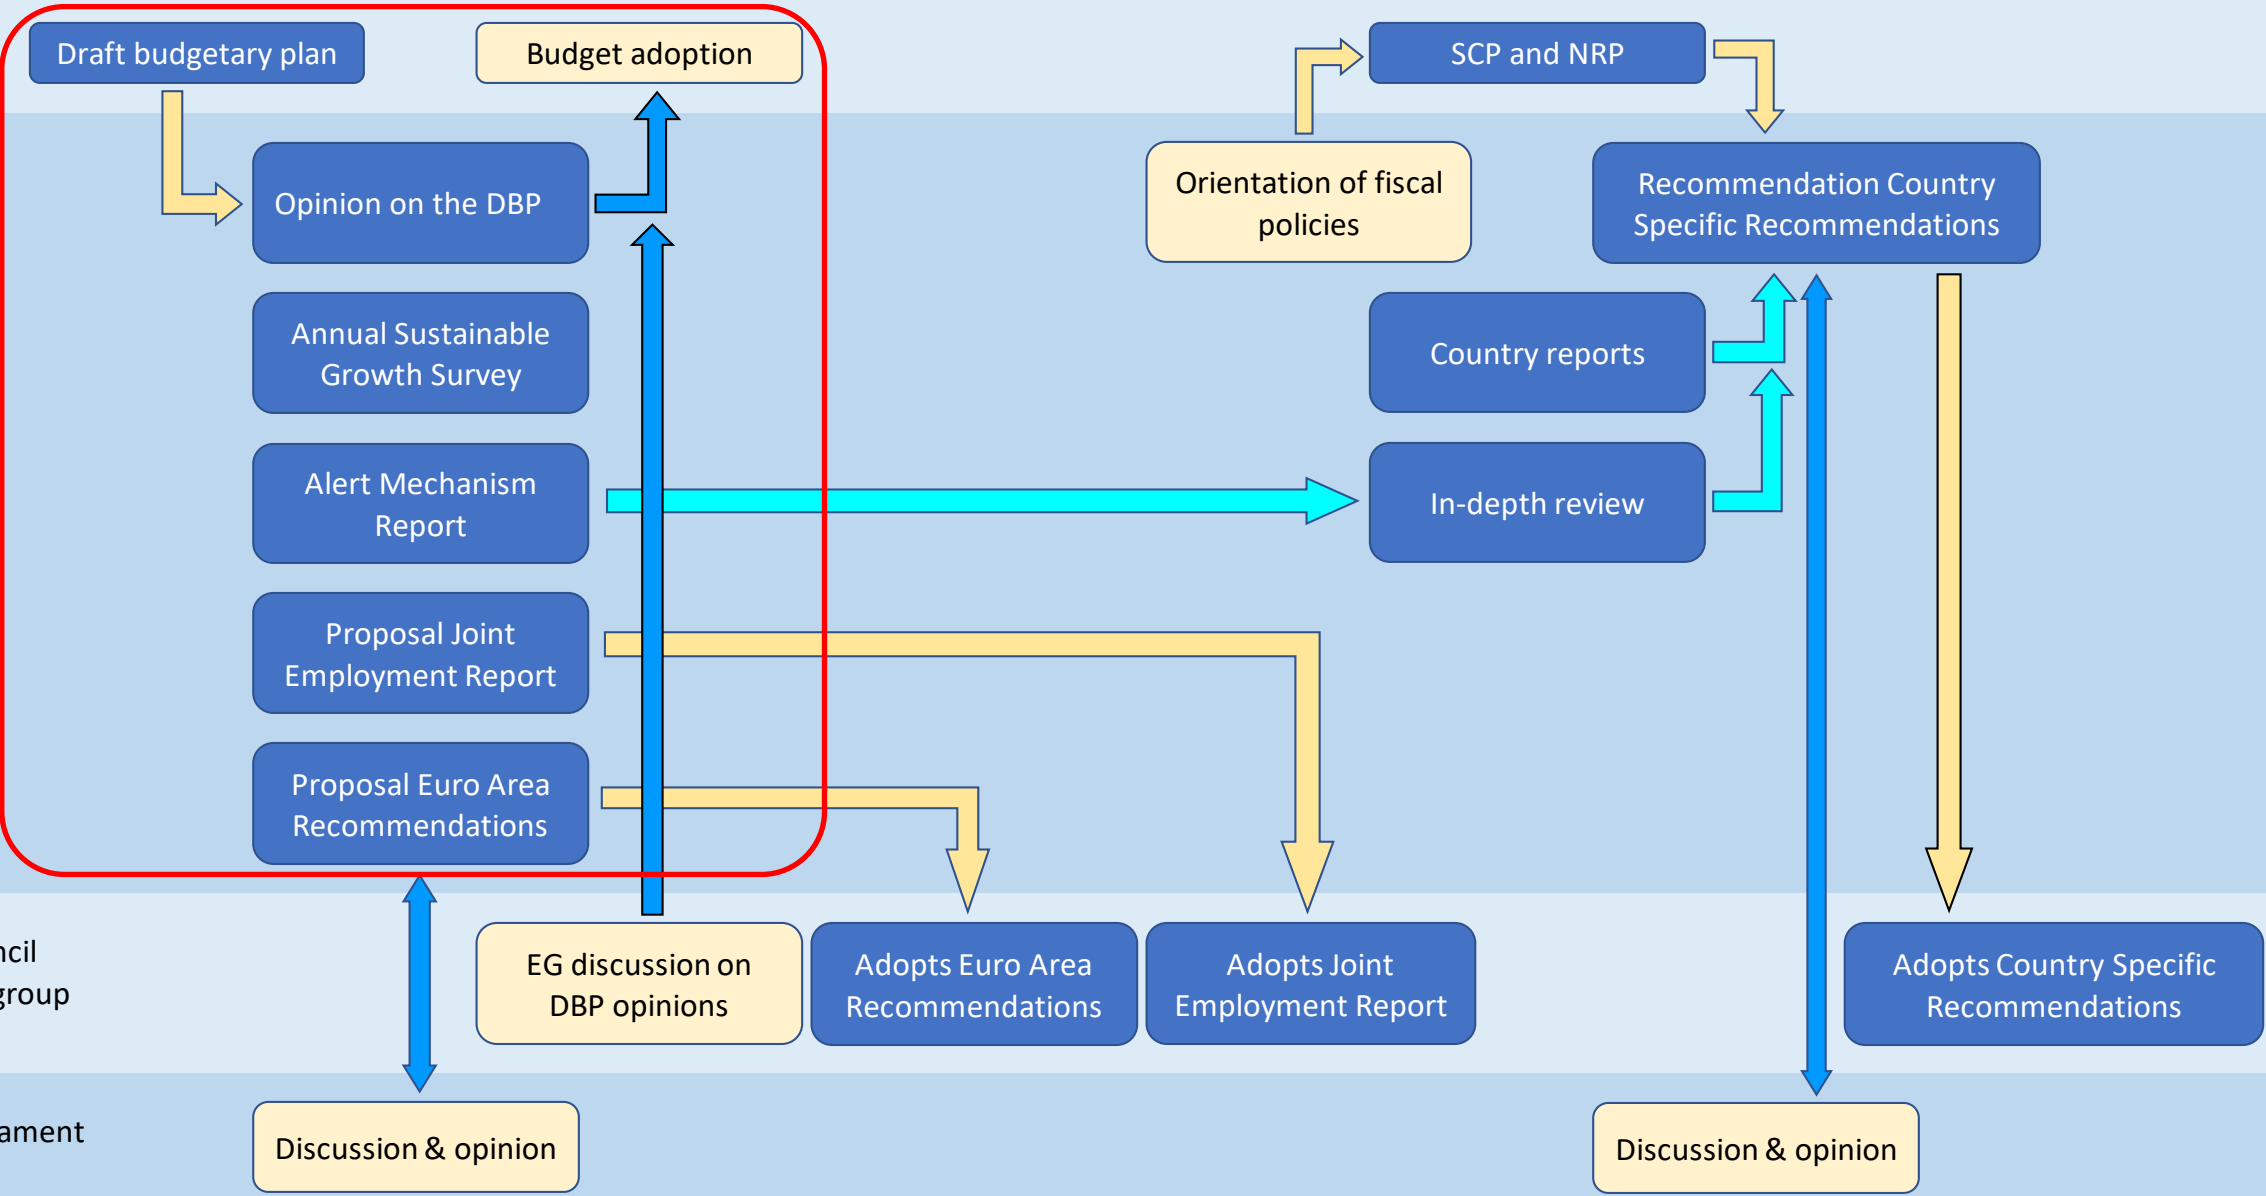 Draft budgetary plan
Budget adoption
SCP and NRP
Opinion on the DBP
Orientation of fiscal
policies
Recommendation Country
Specific Recommendations
Annual Sustainable
Growth Survey
Country reports
Alert Mechanism
Report
In-depth review
Proposal Joint
Employment Report
Proposal Euro Area
Recommendations
EG discussion on
DBP opinions
Adopts Euro Area
Recommendations
Adopts Joint
Employment Report
Adopts Country Specific
Recommendations
group
Discussion & opinion
Discussion & opinion